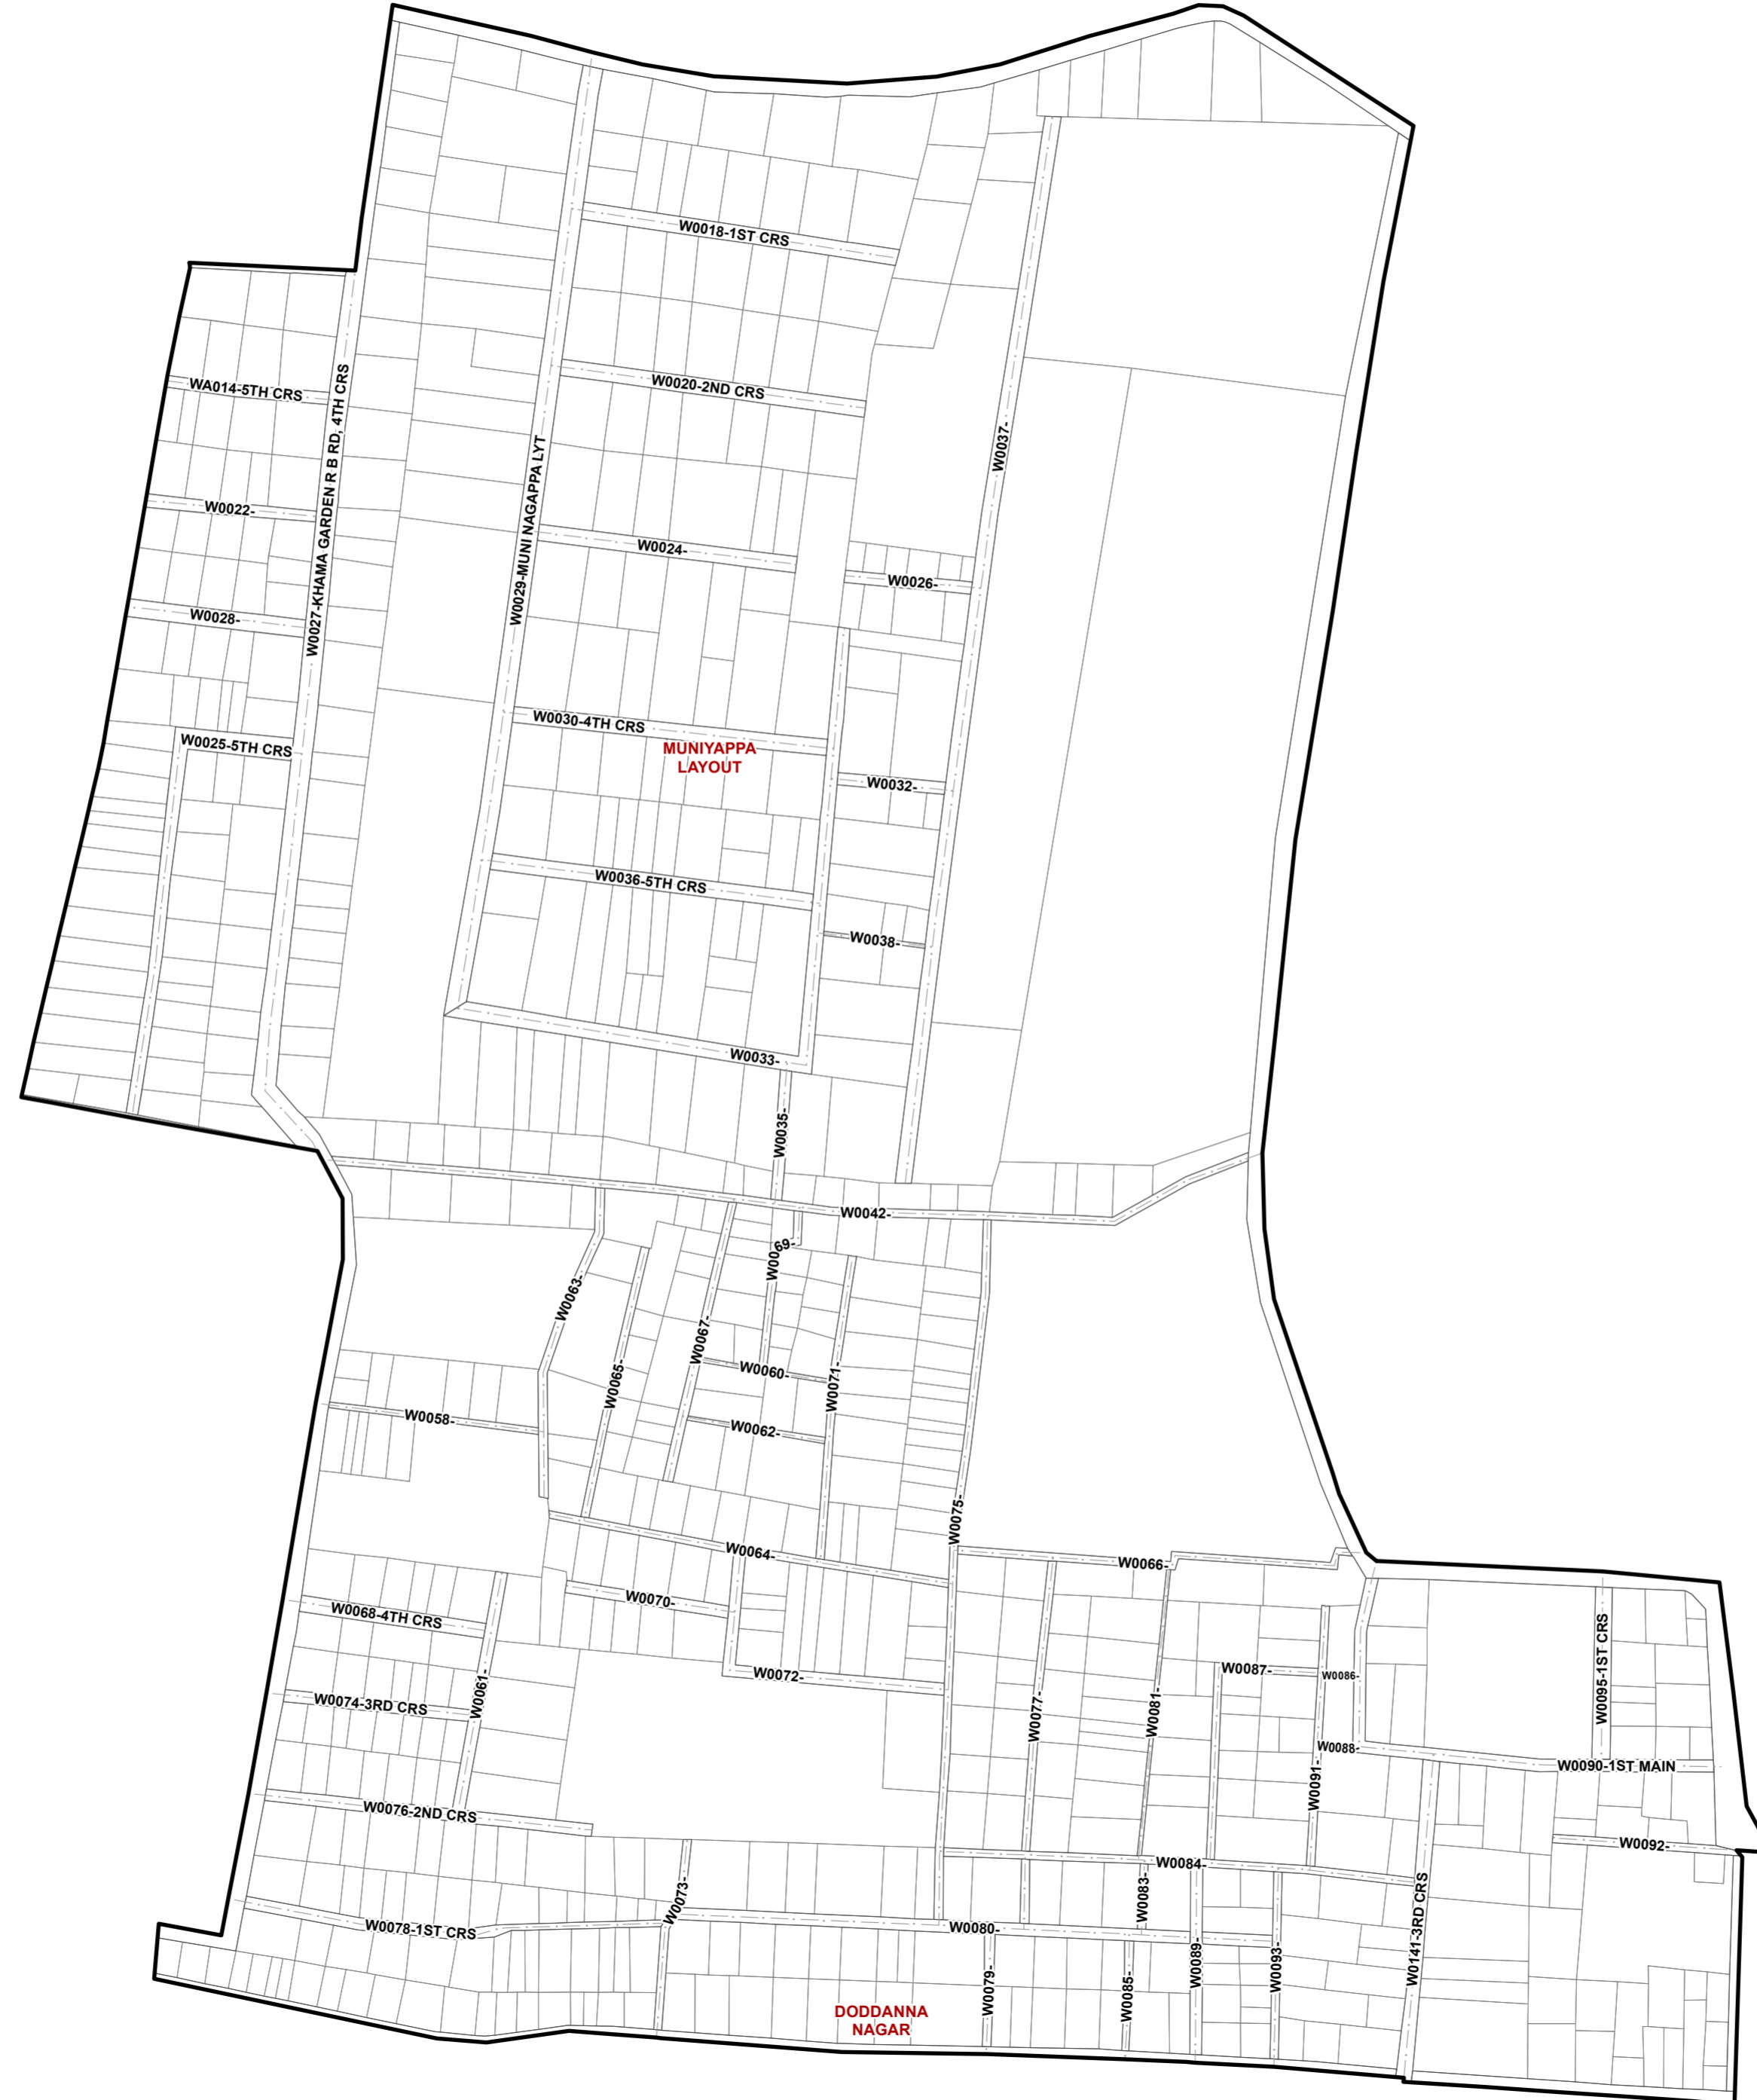 W0018-1ST CRS
WA014-5TH CRS
W0020-2ND CRS
W0027-KHAMA GARDEN R B RD, 4TH CRS
W0029-MUNI NAGAPPA LYT
W0037-
W0022-
W0024-
W0026-
W0028-
W0030-4TH CRS
MUNIYAPPA
LAYOUT
W0025-5TH CRS
W0032-
W0036-5TH CRS
W0038-
W0033-
W0035-
W0042-
W0069-
W0063-
W0067-
W0065-
W0060-
W0071-
W0058-
W0062-
W0075-
W0064-
W0066-
W0070-
W0068-4TH CRS
W0072-
W0061-
W0074-3RD CRS
W0077-
W0081-
W0087-
W0086-
W0095-1ST CRS
W0088-
W0090-1ST MAIN
W0091-
W0076-2ND CRS
W0092-
W0084-
W0083-
W0073-
W0078-1ST CRS
W0080-
W0079-
W0085-
W0089-
W0093-
W0141-3RD CRS
DODDANNA
NAGAR